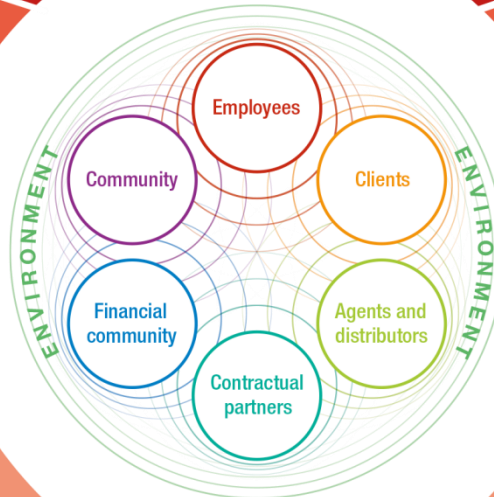 Employees
Community
Clients
ENVIRONMENT
ENVIRONMENT
Financial
community
Agents and
distributors
Contractual
partners